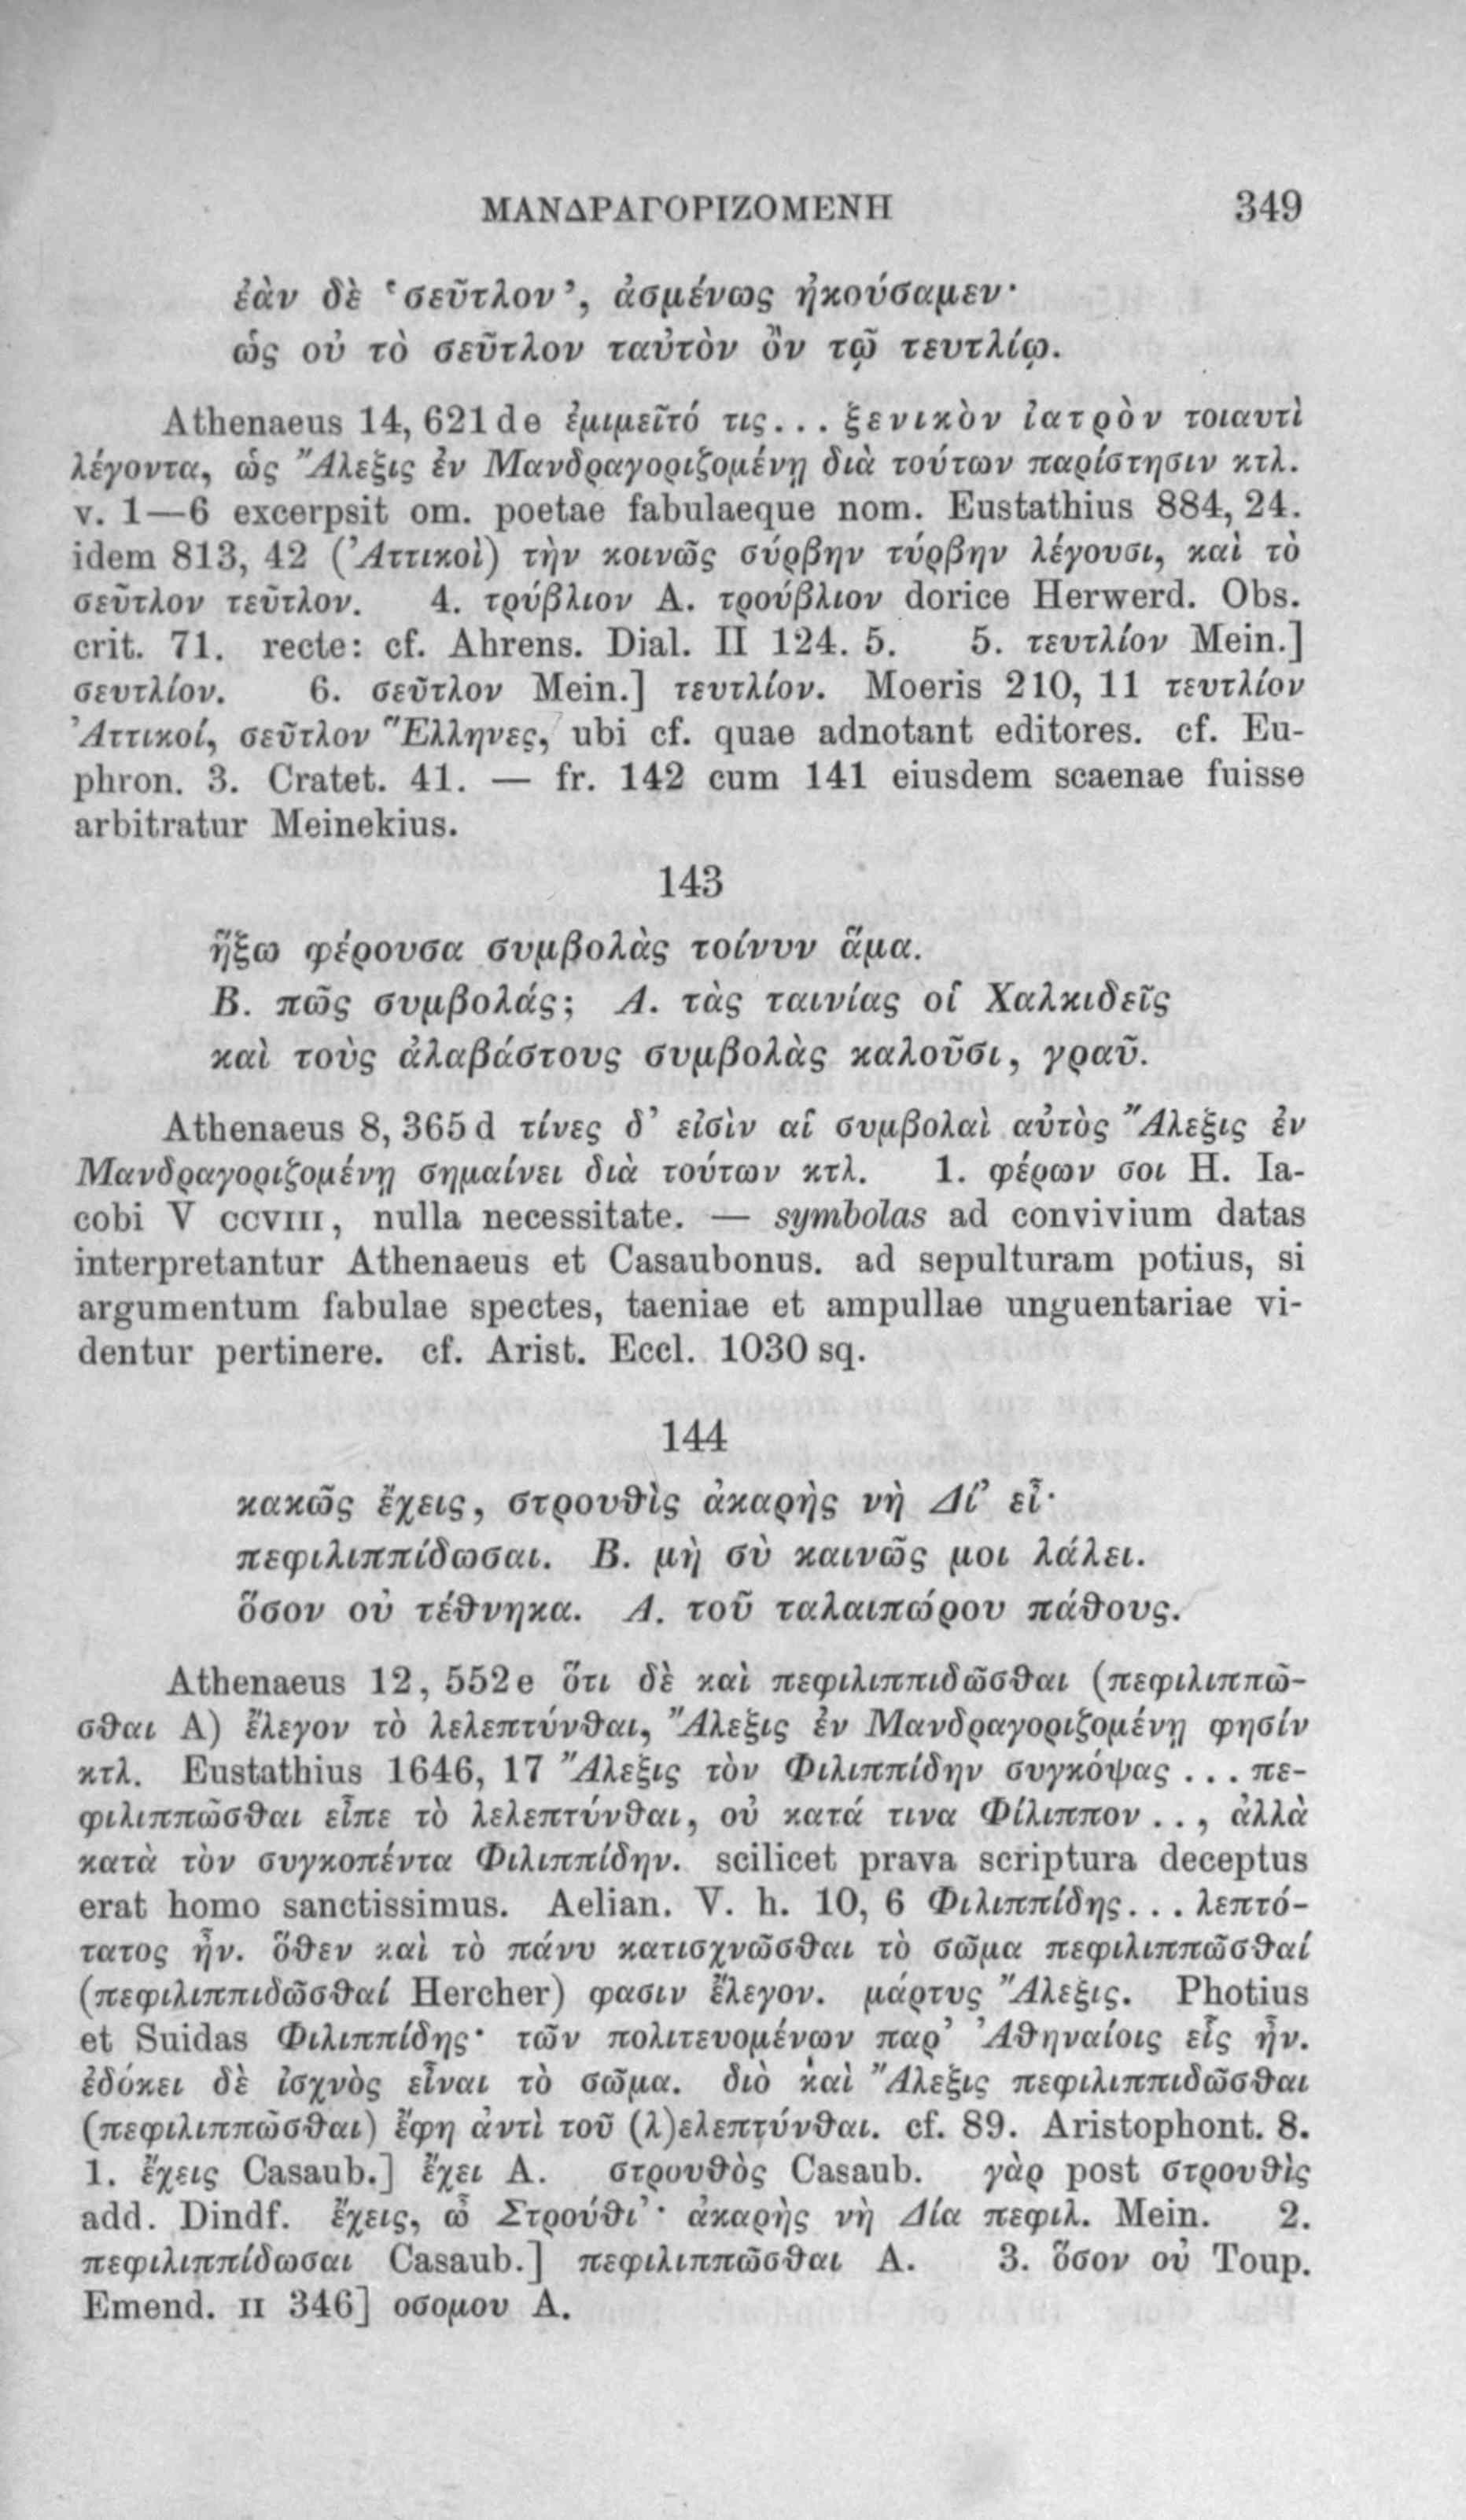 ΜΑΝΔΡΑΓΟΡΙΖΟΜΕΝΗ 349
ἐὰν δὲ ‘σεῦτλον’, ἀσμένως ἠκούσαμεν·
ὡς οὐ τὸ σεῦτλον ταὐτὸν ὂν τῷ τευτλίῳ.
Athenaeus 14, 621 de ἐμιμεῖτό τις... ξενικὸν ἰατρὸν τοιαυτὶ
λέγοντα, ὡς Ἄλεξις ἐν Μανδραγοριζομένῃ διὰ τούτων παρίστησιν κτλ.
v. 1—6 excerpsit om. poetae fabulaeque nom. Eustathius 884, 24.
idem 813, 42 (Ἀττικοὶ) τὴν κοινῶς σύρβην τύρβην λέγουσι, καὶ τὸ
σεῦτλον τεῦτλον. 4. τρύβλιον A. τρούβλιον dorice Herwerd. Obs.
crit. 71. recte: cf. Ahrens. Dial. II 124. 5. 5. τευτλίον Mein.]
σευτλίον. 6. σεῦτλον Mein.] τευτλίον. Moeris 210, 11 τευτλίον
Ἀττικοί, σεῦτλον Ἕλληνες, ubi cf. quae adnotant editores. cf. Eu-
phron. 3. Cratet. 41. — fr. 142 cum 141 eiusdem scaenae fuisse
arbitratur Meinekius.
143
ἥξω φέρουσα συμβολὰς τοίνυν ἅμα.
Β. πῶς συμβολάς; Α. τὰς ταινίας οἱ Χαλκιδεῖς
καὶ τοὺς ἀλαβάστους συμβολὰς καλοῦσι, γραῦ.
Athenaeus 8, 365 d τίνες δ’ εἰσὶν αἱ συμβολαὶ αὐτὸς Ἄλεξις ἐν
Μανδραγοριζομένῃ σημαίνει διὰ τούτων κτλ. 1. φέρων σοι H. Ia-
cobi V CCVIII, nulla necessitate. — symbolas ad convivium datas
interpretantur Athenaeus et Casaubonus. ad sepulturam potius, si
argumentum fabulae spectes, taeniae et ampullae unguentariae vi-
dentur pertinere. cf. Arist. Eccl. 1030 sq.
144
κακῶς ἔχεις, στρουθὶς ἀκαρὴς νὴ Δί’ εἶ·
πεφιλιππίδωσαι. Β. μὴ σὺ καινῶς μοι λάλει.
ὅσον οὐ τέθνηκα. Α. τοῦ ταλαιπώρου πάθους.
Athenaeus 12, 552 e ὅτι δὲ καὶ πεφιλιππιδῶσθαι (πεφιλιππῶ-
σθαι A) ἔλεγον τὸ λελεπτύνθαι, Ἄλεξις ἐν Μανδραγοριζομένῃ φησίν
κτλ. Eustathius 1646, 17 Ἄλεξις τὸν Φιλιππίδην συγκόψας ... πε-
φιλιππῶσθαι εἶπε τὸ λελεπτύνθαι, οὐ κατά τινα Φίλιππον .., ἀλλὰ
κατὰ τὸν συγκοπέντα Φιλιππίδην. scilicet prava scriptura deceptus
erat homo sanctissimus. Aelian. V. h. 10, 6 Φιλιππίδης... λεπτό-
τατος ἦν. ὅθεν καὶ τὸ πάνυ κατισχνῶσθαι τὸ σῶμα πεφιλιππῶσθαί
(πεφιλιππιδῶσθαί Hercher) φασιν ἔλεγον. μάρτυς Ἄλεξις. Photius
et Suidas Φιλιππίδης· τῶν πολιτευομένων παρ’ Ἀθηναίοις εἷς ἦν.
ἐδόκει δὲ ἰσχνὸς εἶναι τὸ σῶμα. διὸ καὶ Ἄλεξις πεφιλιππιδῶσθαι
(πεφιλιππῶσθαι) ἔφη ἀντὶ τοῦ (λ)ελεπτύνθαι. cf. 89. Aristophont. 8.
1. ἔχεις Casaub.] ἔχει A. στρουθὸς Casaub. γὰρ post στρουθὶς
add. Dindf. ἔχεις, ὦ Στρούθι’· ἀκαρὴς νὴ Δία πεφιλ. Mein. 2.
πεφιλιππίδωσαι Casaub.] πεφιλιππῶσθαι A. 3. ὅσον οὐ Toup.
Emend. II 346] οσομου A.